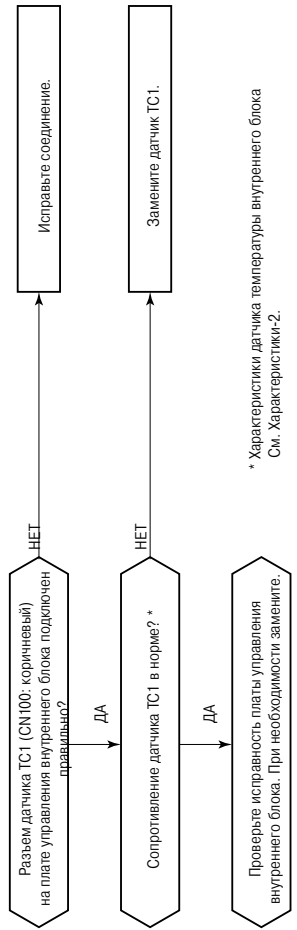 Разъем датчика TC1 (CN100: коричневый)
на плате управления внутреннего блока подключен
правильно?
НЕТ
Исправьте соединение.
ДА
Сопротивление датчика TC1 в норме? *
НЕТ
Замените датчик TC1.
ДА
Проверьте исправность платы управления
внутреннего блока. При необходимости замените.
* Характеристики датчика температуры внутреннего блока
См. Характеристики-2.